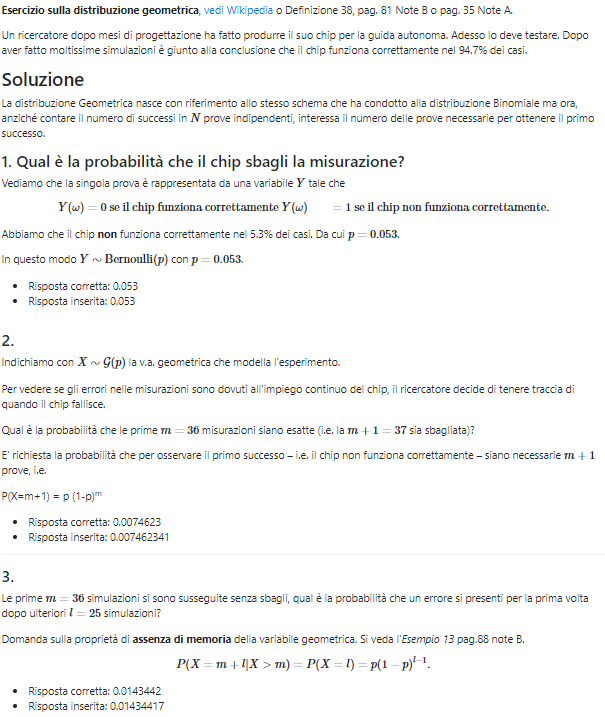 Esercizio sulla distribuzione geometrica, vedi Wikipedia o Definizione 38, pag. 81 Note B o pag. 35 Note A.
Un ricercatore dopo mesi di progettazione ha fatto produrre il suo chip per la guida autonoma. Adesso lo deve testare. Dopo
aver fatto moltissime simulazioni è giunto alla conclusione che il chip funziona correttamente nel 94.7% dei casi.
Soluzione
La distribuzione Geometrica nasce con riferimento allo stesso schema che ha condotto alla distribuzione Binomiale ma ora,
anziché contare il numero di successi in N prove indipendenti, interessa il numero delle prove necessarie per ottenere il primo
successo.
1. Qual è la probabilità che il chip sbagli la misurazione?
Vediamo che la singola prova è rappresentata da una variabile Y tale che
Y(ω) = 0 se il chip funziona correttamente Y(ω) = 1 se il chip non funziona correttamente.
Abbiamo che il chip non funziona correttamente nel 5.3% dei casi. Da cui p = 0.053.
In questo modo Y ∼ Bernoulli(p) con p = 0.053.
• Risposta corretta: 0.053
• Risposta inserita: 0.053
2.
Indichiamo con X ∼ 𝒢(p) la v.a. geometrica che modella l'esperimento.
Per vedere se gli errori nelle misurazioni sono dovuti all'impiego continuo del chip, il ricercatore decide di tenere traccia di
quando il chip fallisce.
Qual è la probabilità che le prime m = 36 misurazioni siano esatte (i.e. la m + 1 = 37 sia sbagliata)?
E' richiesta la probabilità che per osservare il primo successo – i.e. il chip non funziona correttamente – siano necessarie m + 1
prove, i.e.
P(X=m+1) = p (1-p)ᵐ
• Risposta corretta: 0.0074623
• Risposta inserita: 0.007462341
3.
Le prime m = 36 simulazioni si sono susseguite senza sbagli, qual è la probabilità che un errore si presenti per la prima volta
dopo ulteriori l = 25 simulazioni?
Domanda sulla proprietà di assenza di memoria della variabile geometrica. Si veda l'Esempio 13 pag.88 note B.
P(X = m + l|X > m) = P(X = l) = p(1 − p)ˡ⁻¹.
• Risposta corretta: 0.0143442
• Risposta inserita: 0.01434417